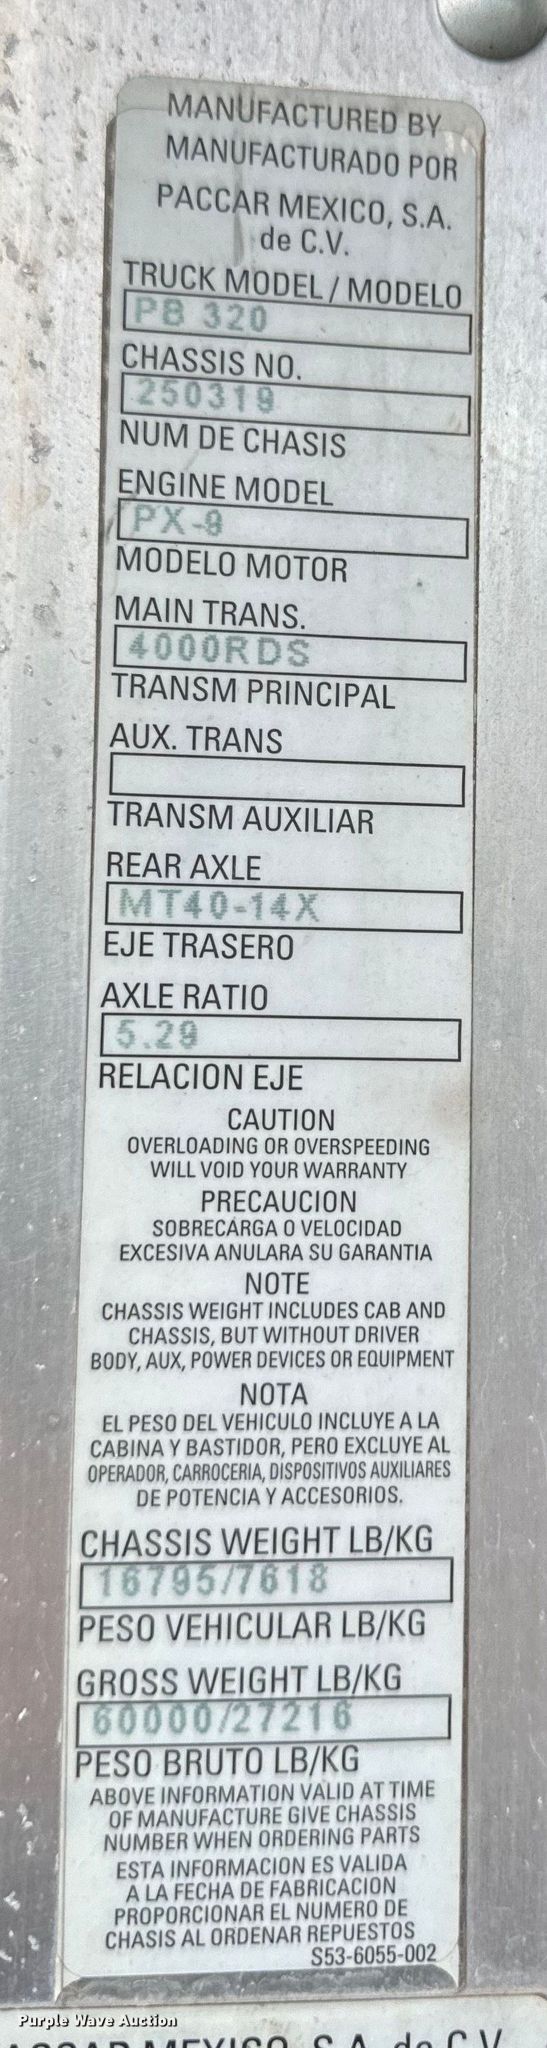 MANUFACTURED BY
MANUFACTURADO POR
PACCAR MEXICO, S.A.
de C.V.
TRUCK MODEL / MODELO
PB 320
CHASSIS NO.
250319
NUM DE CHASIS
ENGINE MODEL
PX-9
MODELO MOTOR
MAIN TRANS.
4000RDS
TRANSM PRINCIPAL
AUX. TRANS
TRANSM AUXILIAR
REAR AXLE
MT40-14X
EJE TRASERO
AXLE RATIO
5.29
RELACION EJE
CAUTION
OVERLOADING OR OVERSPEEDING
WILL VOID YOUR WARRANTY
PRECAUCION
SOBRECARGA O VELOCIDAD
EXCESIVA ANULARA SU GARANTIA
NOTE
CHASSIS WEIGHT INCLUDES CAB AND
CHASSIS, BUT WITHOUT DRIVER
BODY, AUX, POWER DEVICES OR EQUIPMENT
NOTA
EL PESO DEL VEHICULO INCLUYE A LA
CABINA Y BASTIDOR, PERO EXCLUYE AL
OPERADOR, CARROCERIA, DISPOSITIVOS AUXILIARES
DE POTENCIA Y ACCESORIOS.
CHASSIS WEIGHT LB/KG
16795/7618
PESO VEHICULAR LB/KG
GROSS WEIGHT LB/KG
60000/27216
PESO BRUTO LB/KG
ABOVE INFORMATION VALID AT TIME
OF MANUFACTURE GIVE CHASSIS
NUMBER WHEN ORDERING PARTS
ESTA INFORMACION ES VALIDA
A LA FECHA DE FABRICACION
PROPORCIONAR EL NUMERO DE
CHASIS AL ORDENAR REPUESTOS
S53-6055-002
Purple Wave Auction
MEXICO, S.A. de C.V.